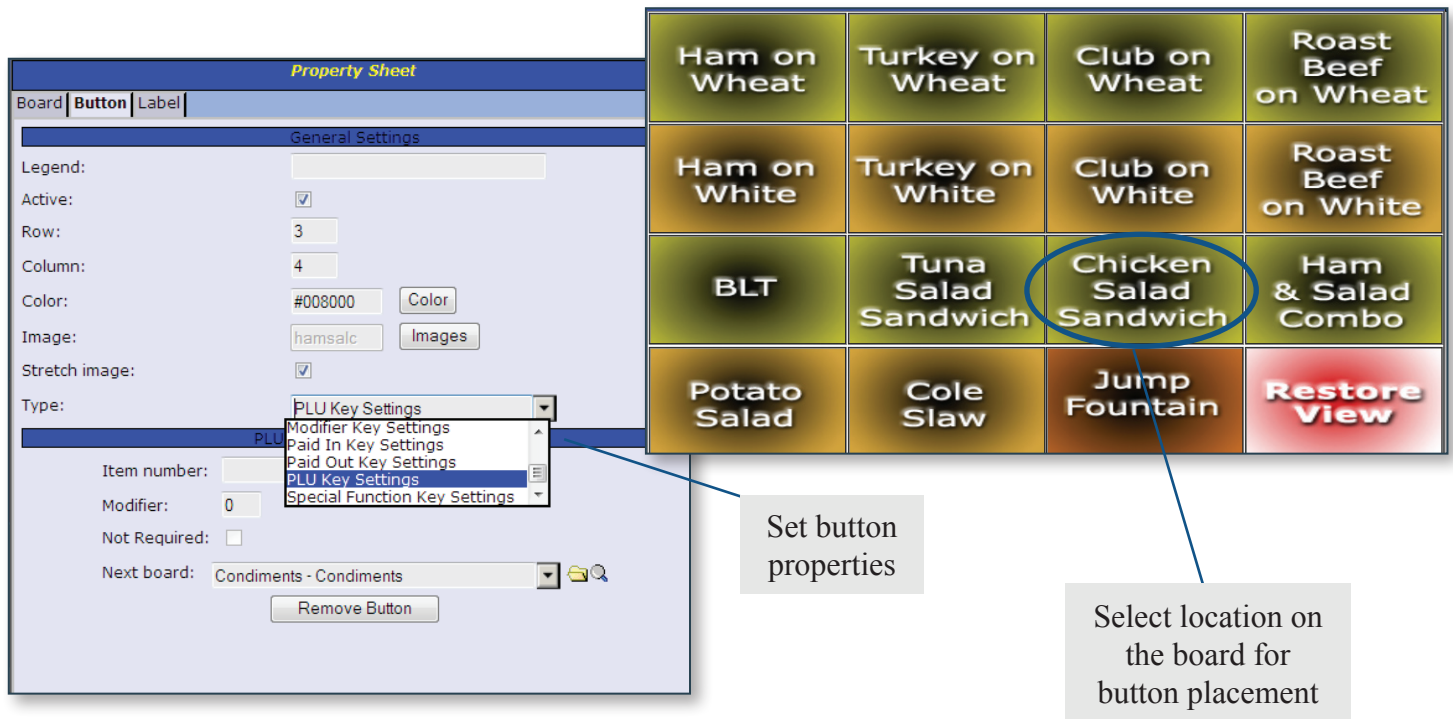 Property Sheet
Board Button Label
General Settings
Legend:
Active:
Row: 3
Column: 4
Color: #008000 Color
Image: hamsalc Images
Stretch image:
Type: PLU Key Settings
Modifier Key Settings
Paid In Key Settings
Paid Out Key Settings
PLU Key Settings
Special Function Key Settings
PLU
Item number:
Modifier: 0
Not Required:
Next board: Condiments - Condiments
Remove Button
Ham on
Wheat
Turkey on
Wheat
Club on
Wheat
Roast
Beef
on Wheat
Ham on
White
Turkey on
White
Club on
White
Roast
Beef
on White
BLT
Tuna
Salad
Sandwich
Chicken
Salad
Sandwich
Ham
& Salad
Combo
Potato
Salad
Cole
Slaw
Jump
Fountain
Restore
View
Set button
properties
Select location on
the board for
button placement